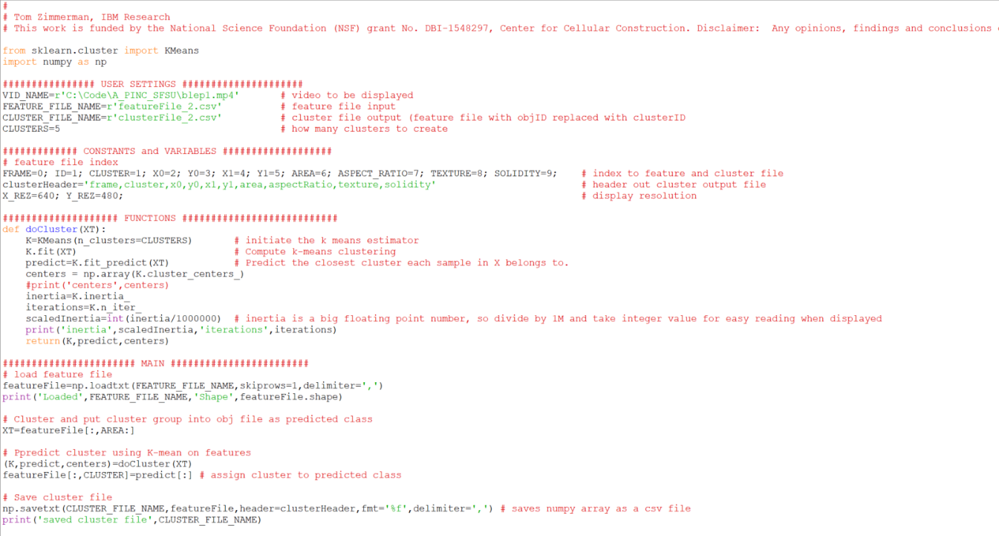 #
# Tom Zimmerman, IBM Research
# This work is funded by the National Science Foundation (NSF) grant No. DBI-1548297, Center for Cellular Construction. Disclaimer:  Any opinions, findings and conclusions
from sklearn.cluster import KMeans
import numpy as np
################ USER SETTINGS #####################
VID_NAME=r'C:\Code\A_PINC_SFSU\blep1.mp4'       # video to be displayed
FEATURE_FILE_NAME=r'featureFile_2.csv'          # feature file input
CLUSTER_FILE_NAME=r'clusterFile_2.csv'          # cluster file output (feature file with objID replaced with clusterID
CLUSTERS=5                                      # how many clusters to create
############# CONSTANTS and VARIABLES ###################
# feature file index
FRAME=0; ID=1; CLUSTER=1; X0=2; Y0=3; X1=4; Y1=5; AREA=6; ASPECT_RATIO=7; TEXTURE=8; SOLIDITY=9;    # index to feature and cluster file
clusterHeader='frame,cluster,x0,y0,x1,y1,area,aspectRatio,texture,solidity'                         # header out cluster output file
X_REZ=640; Y_REZ=480;                                                                               # display resolution
#################### FUNCTIONS ###########################
def doCluster(XT):
    K=KMeans(n_clusters=CLUSTERS)       # initiate the k means estimator
    K.fit(XT)                           # Compute k-means clustering
    predict=K.fit_predict(XT)           # Predict the closest cluster each sample in X belongs to.
    centers = np.array(K.cluster_centers_)
    #print('centers',centers)
    inertia=K.inertia_
    iterations=K.n_iter_
    scaledInertia=int(inertia/1000000)  # inertia is a big floating point number, so divide by 1M and take integer value for easy reading when displayed
    print('inertia',scaledInertia,'iterations',iterations)
    return(K,predict,centers)
####################### MAIN ########################
# load feature file
featureFile=np.loadtxt(FEATURE_FILE_NAME,skiprows=1,delimiter=',')
print('Loaded',FEATURE_FILE_NAME,'Shape',featureFile.shape)
# Cluster and put cluster group into obj file as predicted class
XT=featureFile[:,AREA:]
# Ppredict cluster using K-mean on features
(K,predict,centers)=doCluster(XT)
featureFile[:,CLUSTER]=predict[:] # assign cluster to predicted class
# Save cluster file
np.savetxt(CLUSTER_FILE_NAME,featureFile,header=clusterHeader,fmt='%f',delimiter=',') # saves numpy array as a csv file
print('saved cluster file',CLUSTER_FILE_NAME)